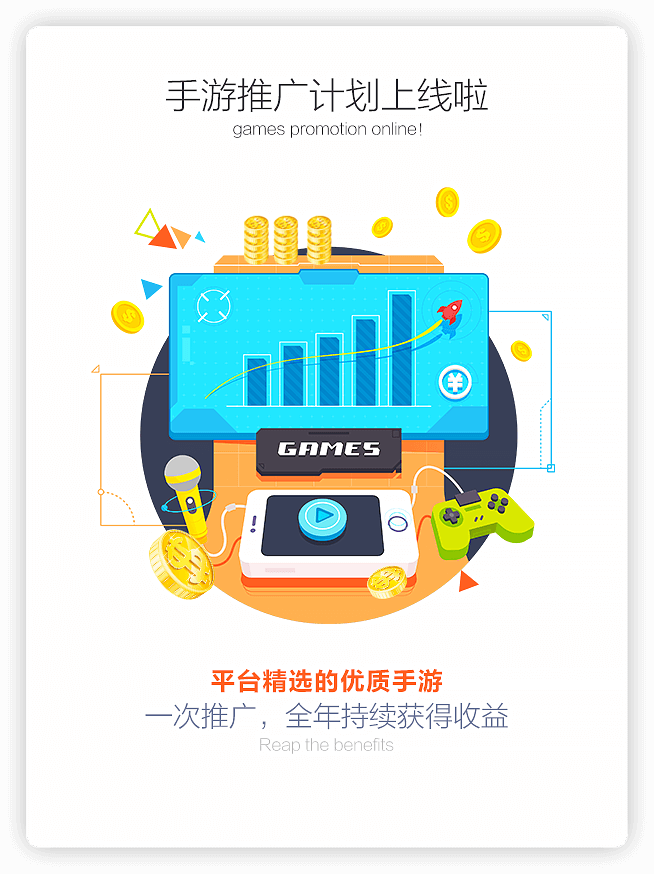 手游推广计划上线啦
games promotion online!
¥
GAMES
平台精选的优质手游
一次推广，全年持续获得收益
Reap the benefits